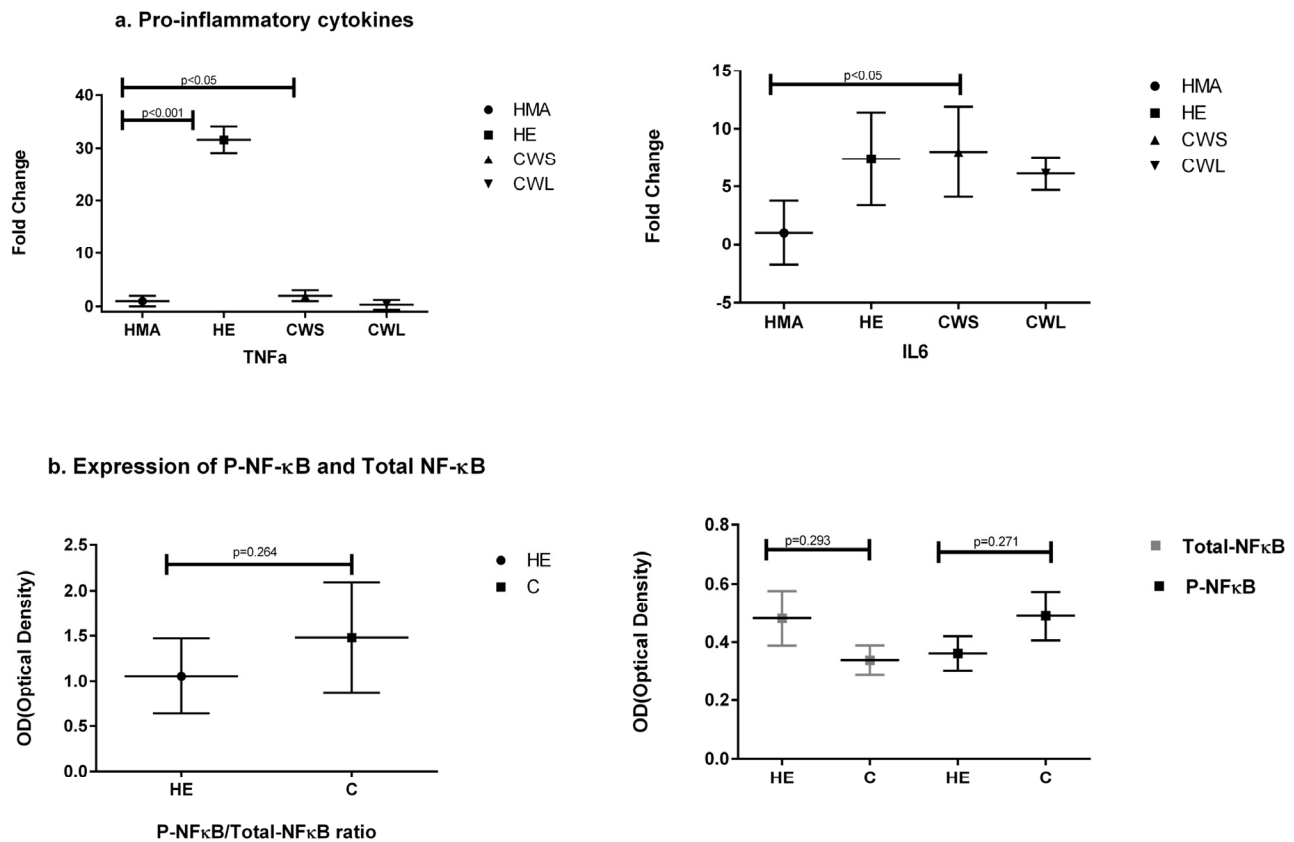 a. Pro-inflammatory cytokines
p<0.05
p<0.001
40
30
20
10
0
Fold Change
HMA
HE
CWS
CWL
TNFa
HMA
HE
CWS
CWL
p<0.05
15
10
5
0
-5
Fold Change
HMA
HE
CWS
CWL
IL6
HMA
HE
CWS
CWL
b. Expression of P-NF-κB and Total NF-κB
p=0.264
2.5
2.0
1.5
1.0
0.5
0.0
OD(Optical Density)
HE
C
P-NFκB/Total-NFκB ratio
HE
C
p=0.293
p=0.271
0.8
0.6
0.4
0.2
0.0
OD(Optical Density)
HE
C
HE
C
Total-NFκB
P-NFκB